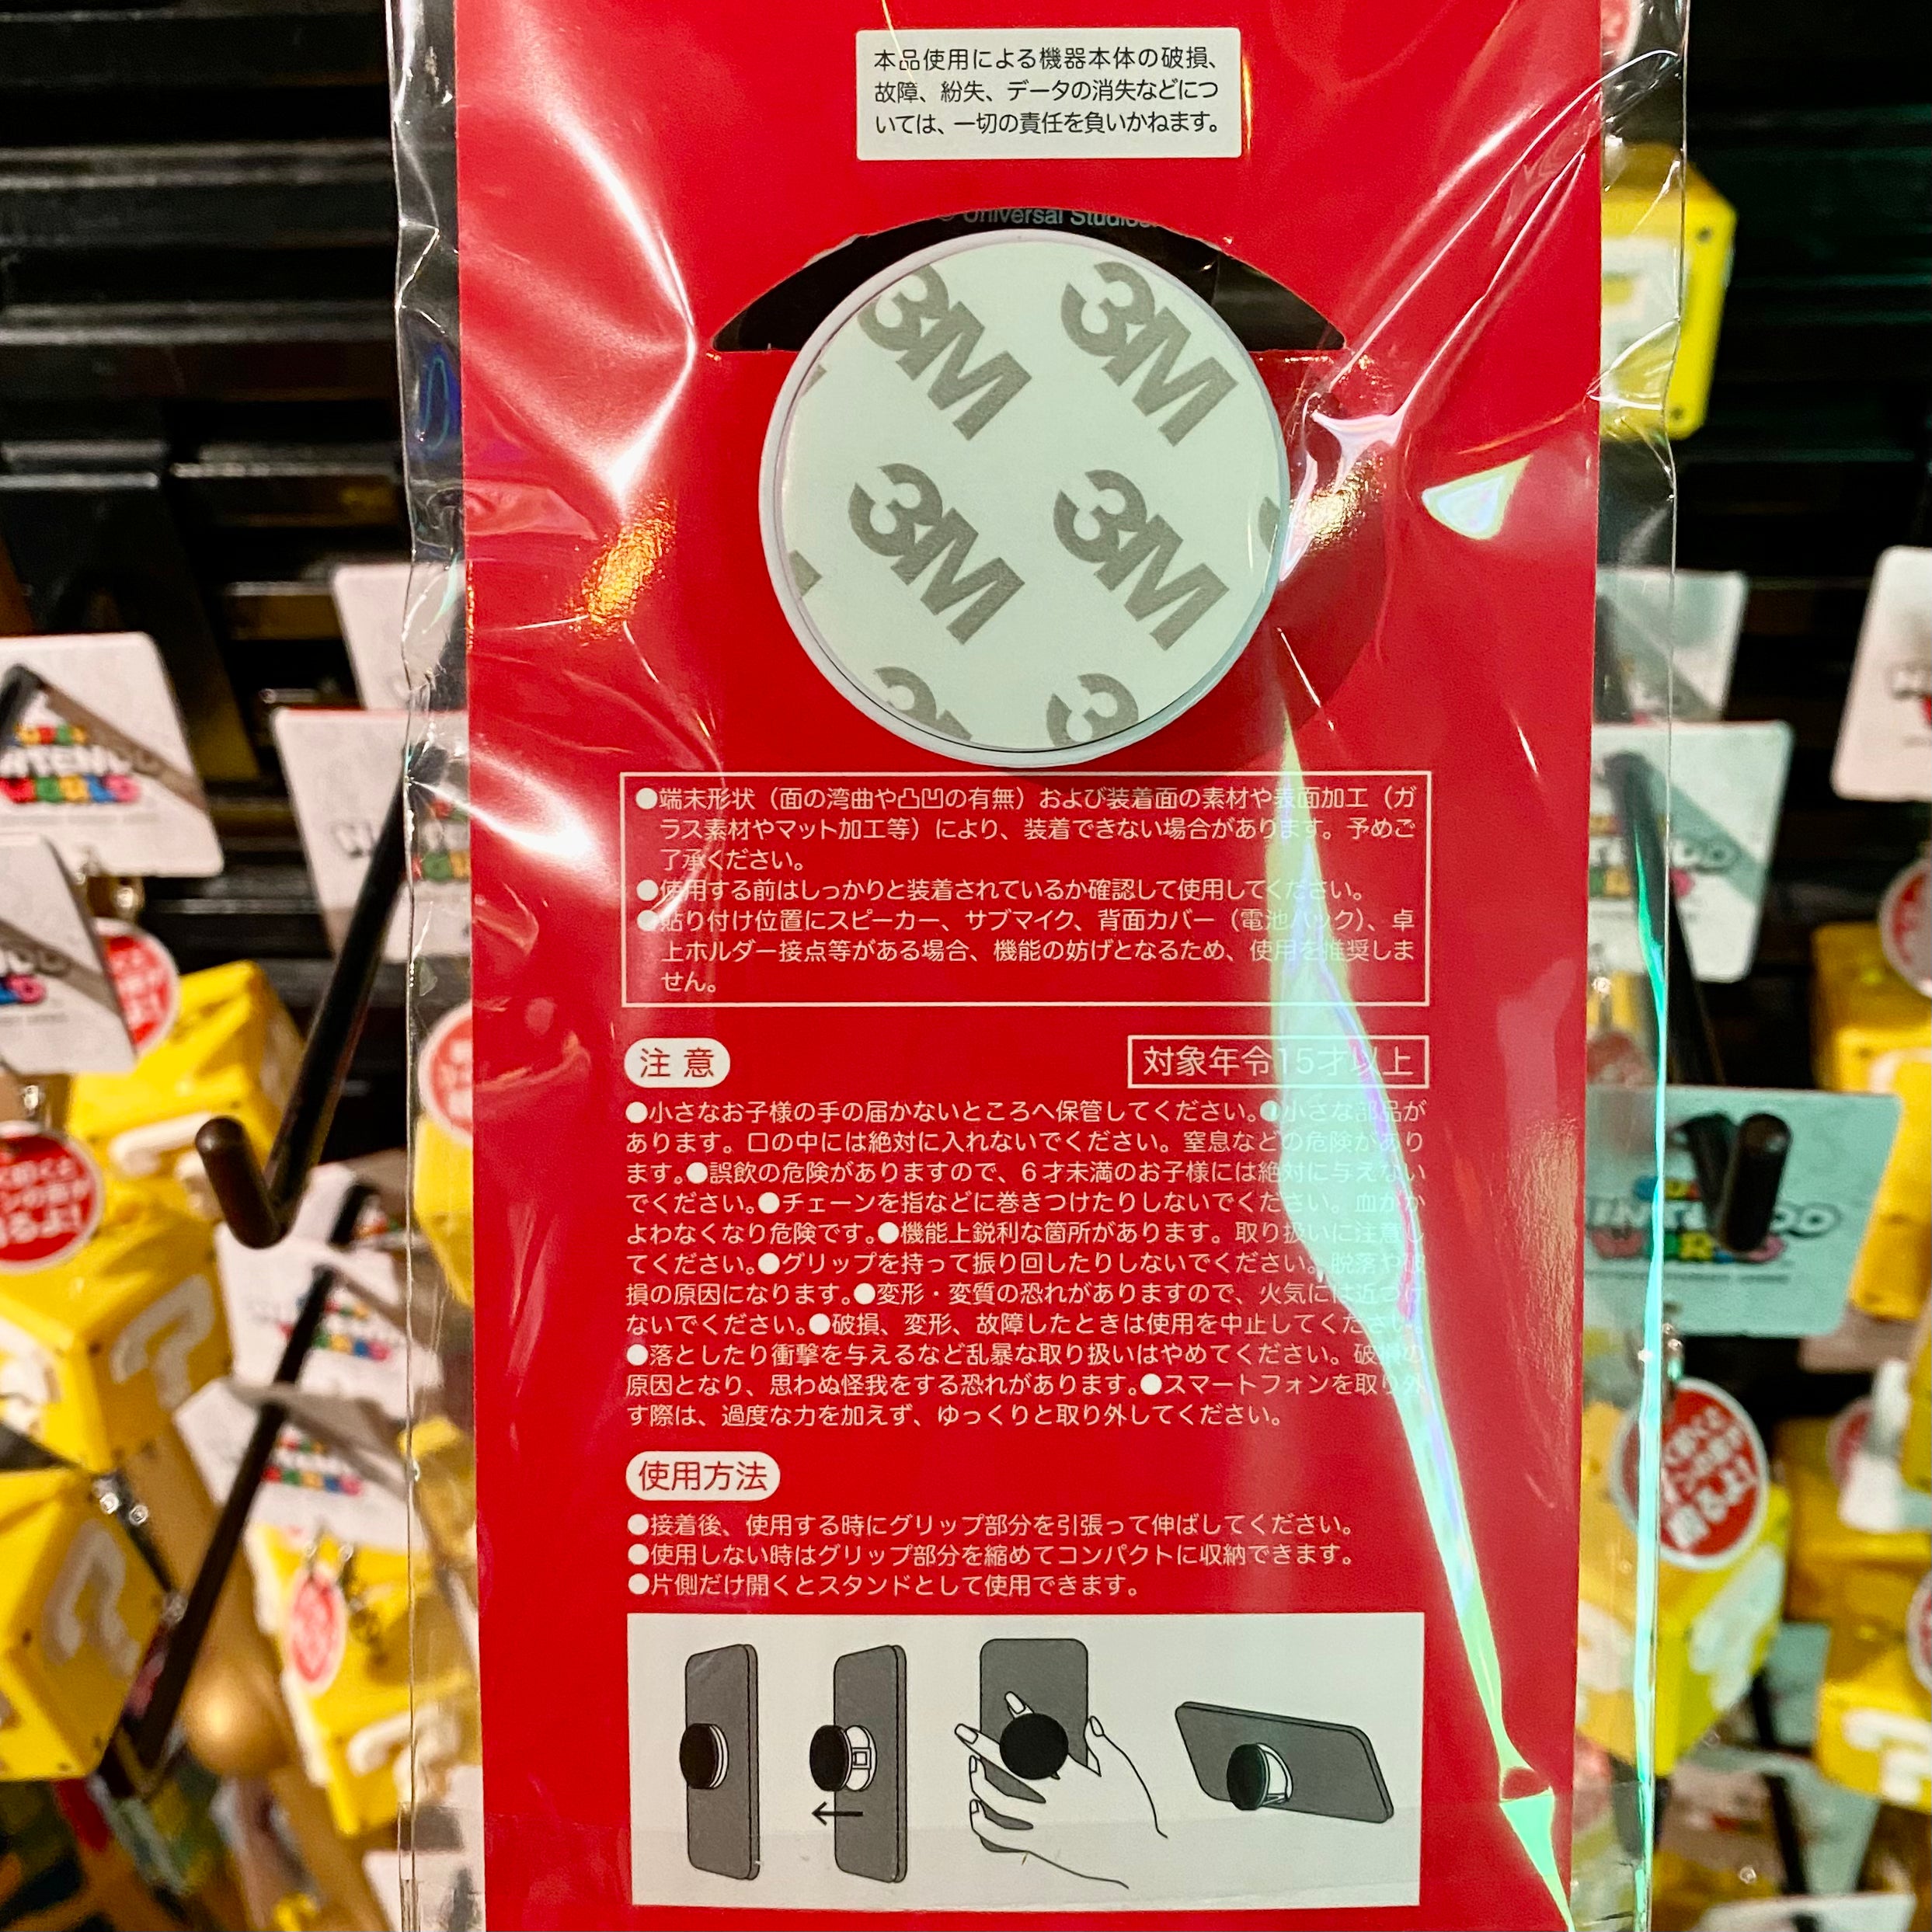 本品使用による機器本体の破損、
故障、紛失、データの消失などにつ
いては、一切の責任を負いかねます。
Universal Studios
3M 3M
3M 3M
●端末形状（面の湾曲や凸凹の有無）および装着面の素材や表面加工（ガ
ラス素材やマット加工等）により、装着できない場合があります。予めご
了承ください。
●使用する前はしっかりと装着されているか確認して使用してください。
●貼り付け位置にスピーカー、サブマイク、背面カバー（電池パック）、卓
上ホルダー接点等がある場合、機能の妨げとなるため、使用を推奨しま
せん。
注意
対象年令15才以上
●小さなお子様の手の届かないところへ保管してください。●小さな部品が
あります。口の中には絶対に入れないでください。窒息などの危険があり
ます。●誤飲の危険がありますので、6才未満のお子様には絶対に与えない
でください。●チェーンを指などに巻きつけたりしないでください。血がか
よわなくなり危険です。●機能上鋭利な箇所があります。取り扱いに注意し
てください。●グリップを持って振り回したりしないでください。脱落や破
損の原因になります。●変形・変質の恐れがありますので、火気には近づけ
ないでください。●破損、変形、故障したときは使用を中止してください。
●落としたり衝撃を与えるなど乱暴な取り扱いはやめてください。破損の
原因となり、思わぬ怪我をする恐れがあります。●スマートフォンを取り外
す際は、過度な力を加えず、ゆっくりと取り外してください。
使用方法
●接着後、使用する時にグリップ部分を引張って伸ばしてください。
●使用しない時はグリップ部分を縮めてコンパクトに収納できます。
●片側だけ開くとスタンドとして使用できます。